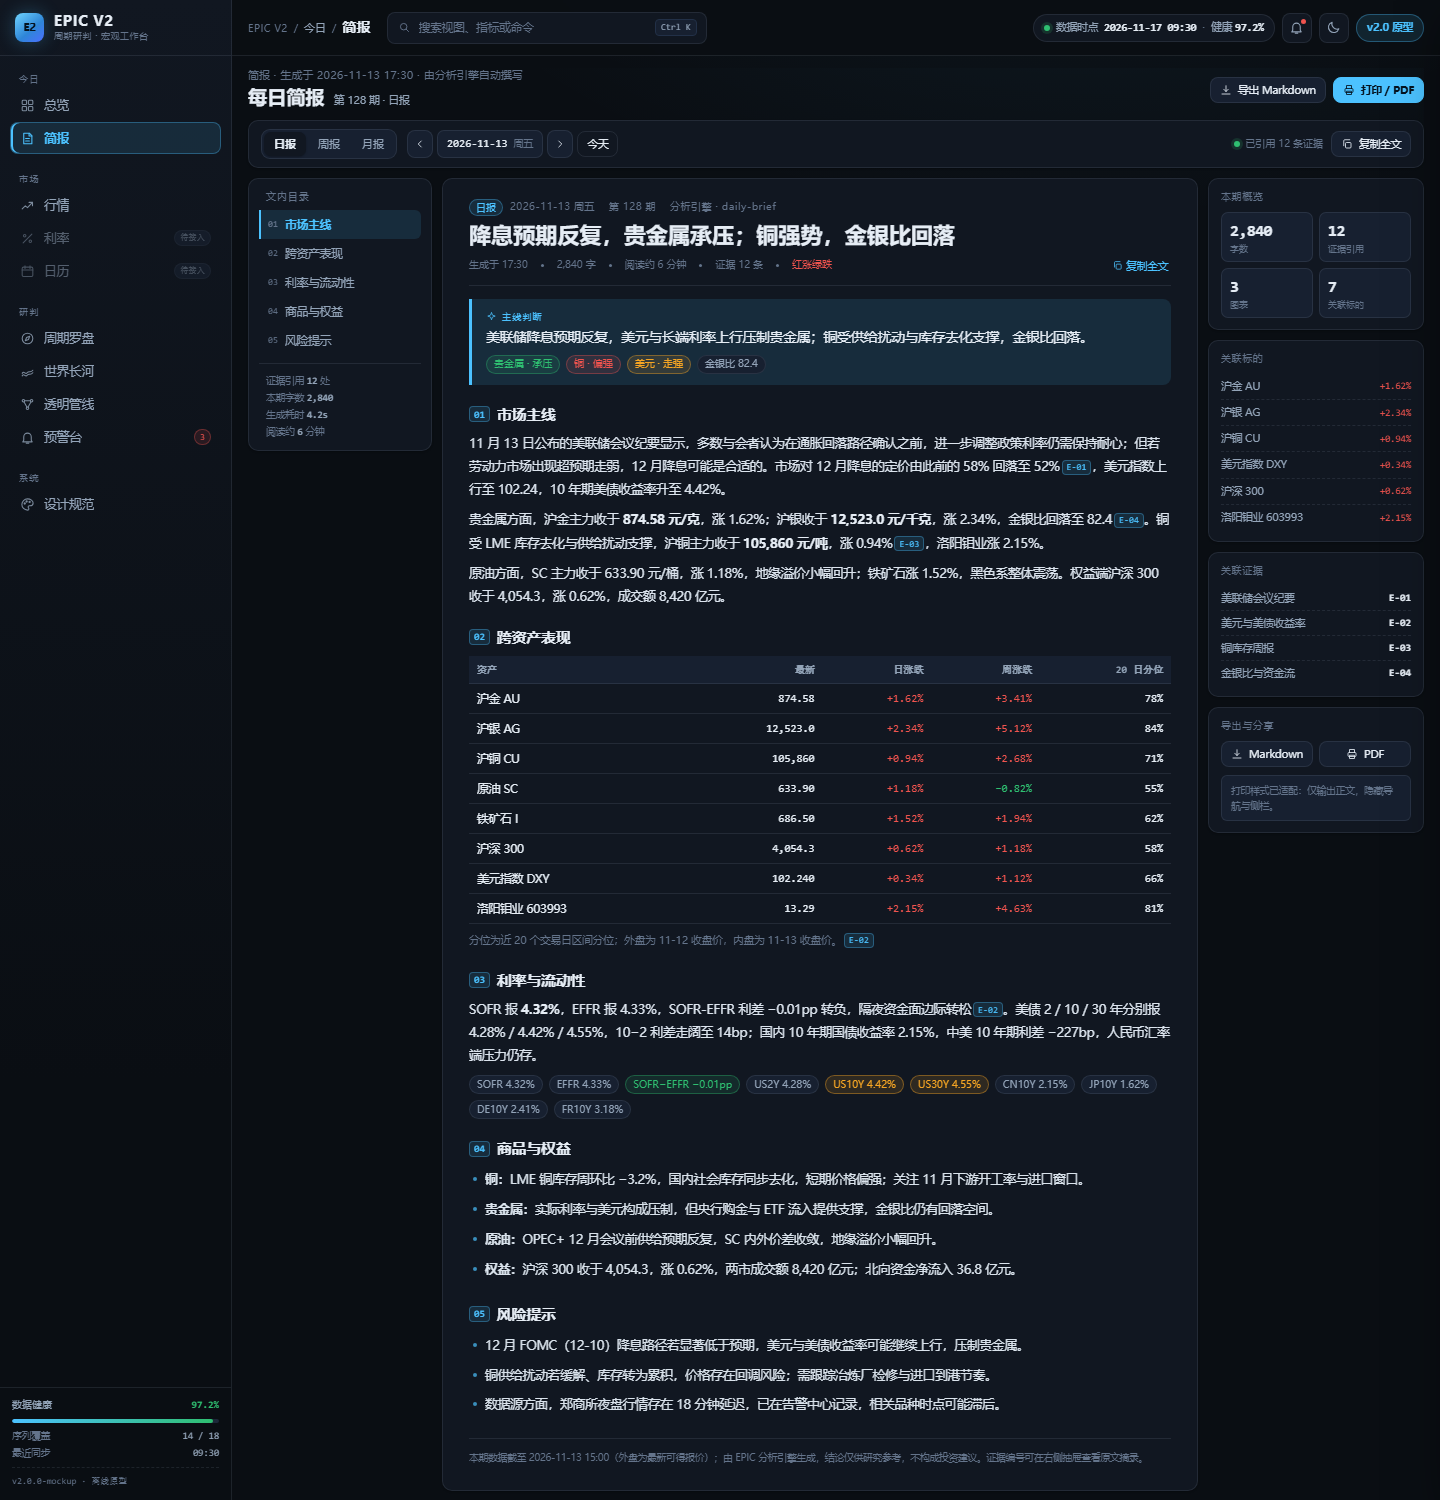 E2
EPIC V2
周期研判 · 宏观工作台
今日
总览
简报
市场
行情
利率
待接入
日历
待接入
研判
周期罗盘
世界长河
透明管线
预警台
3
系统
设计规范
数据健康 97.2%
序列覆盖 14 / 18
最近同步 09:30
v2.0.0-mockup · 离线原型
EPIC V2 / 今日 / 简报
搜索视图、指标或命令
Ctrl K
数据时点 2026-11-17 09:30 · 健康 97.2%
v2.0 原型
简报 · 生成于 2026-11-13 17:30 · 由分析引擎自动撰写
每日简报 第 128 期 · 日报
导出 Markdown
打印 / PDF
日报 周报 月报
2026-11-13 周五
今天
已引用 12 条证据
复制全文
文内目录
01 市场主线
02 跨资产表现
03 利率与流动性
04 商品与权益
05 风险提示
证据引用 12 处
本期字数 2,840
生成耗时 4.2s
阅读约 6 分钟
日报 2026-11-13 周五 第 128 期 分析引擎 · daily-brief
降息预期反复，贵金属承压；铜强势，金银比回落
生成于 17:30 • 2,840 字 • 阅读约 6 分钟 • 证据 12 条 • 红涨绿跌
复制全文
主线判断
美联储降息预期反复，美元与长端利率上行压制贵金属；铜受供给扰动与库存去化支撑，金银比回落。
贵金属 · 承压 铜 · 偏强 美元 · 走强 金银比 82.4
01 市场主线
11 月 13 日公布的美联储会议纪要显示，多数与会者认为在通胀回落路径确认之前，进一步调整政策利率仍需保持耐心；但若
劳动力市场出现超预期走弱，12 月降息可能是合适的。市场对 12 月降息的定价由此前的 58% 回落至 52% E-01，美元指数上
行至 102.24，10 年期美债收益率升至 4.42%。
贵金属方面，沪金主力收于 874.58 元/克，涨 1.62%；沪银收于 12,523.0 元/千克，涨 2.34%，金银比回落至 82.4 E-04。铜
受 LME 库存去化与供给扰动支撑，沪铜主力收于 105,860 元/吨，涨 0.94% E-03，洛阳钼业涨 2.15%。
原油方面，SC 主力收于 633.90 元/桶，涨 1.18%，地缘溢价小幅回升；铁矿石涨 1.52%，黑色系整体震荡。权益端沪深 300
收于 4,054.3，涨 0.62%，成交额 8,420 亿元。
02 跨资产表现
资产 最新 日涨跌 周涨跌 20 日分位
沪金 AU 874.58 +1.62% +3.41% 78%
沪银 AG 12,523.0 +2.34% +5.12% 84%
沪铜 CU 105,860 +0.94% +2.68% 71%
原油 SC 633.90 +1.18% −0.82% 55%
铁矿石 I 686.50 +1.52% +1.94% 62%
沪深 300 4,054.3 +0.62% +1.18% 58%
美元指数 DXY 102.240 +0.34% +1.12% 66%
洛阳钼业 603993 13.29 +2.15% +4.63% 81%
分位为近 20 个交易日区间分位；外盘为 11-12 收盘价，内盘为 11-13 收盘价。 E-02
03 利率与流动性
SOFR 报 4.32%，EFFR 报 4.33%，SOFR-EFFR 利差 −0.01pp 转负，隔夜资金面边际转松 E-02。美债 2 / 10 / 30 年分别报
4.28% / 4.42% / 4.55%，10−2 利差走阔至 14bp；国内 10 年期国债收益率 2.15%，中美 10 年期利差 −227bp，人民币汇率
端压力仍存。
SOFR 4.32% EFFR 4.33% SOFR−EFFR −0.01pp US2Y 4.28% US10Y 4.42% US30Y 4.55% CN10Y 2.15% JP10Y 1.62%
DE10Y 2.41% FR10Y 3.18%
04 商品与权益
• 铜：LME 铜库存周环比 −3.2%，国内社会库存同步去化，短期价格偏强；关注 11 月下游开工率与进口窗口。
• 贵金属：实际利率与美元构成压制，但央行购金与 ETF 流入提供支撑，金银比仍有回落空间。
• 原油：OPEC+ 12 月会议前供给预期反复，SC 内外价差收敛，地缘溢价小幅回升。
• 权益：沪深 300 收于 4,054.3，涨 0.62%，两市成交额 8,420 亿元；北向资金净流入 36.8 亿元。
05 风险提示
• 12 月 FOMC（12-10）降息路径若显著低于预期，美元与美债收益率可能继续上行，压制贵金属。
• 铜供给扰动若缓解、库存转为累积，价格存在回调风险；需跟踪冶炼厂检修与进口到港节奏。
• 数据源方面，郑商所夜盘行情存在 18 分钟延迟，已在告警中心记录，相关品种时点可能滞后。
本期数据截至 2026-11-13 15:00（外盘为最新可得报价）；由 EPIC 分析引擎生成，结论仅供研究参考，不构成投资建议。证据编号可在右侧抽屉查看原文摘录。
本期概览
2,840 字数
12 证据引用
3 图表
7 关联标的
关联标的
沪金 AU +1.62%
沪银 AG +2.34%
沪铜 CU +0.94%
美元指数 DXY +0.34%
沪深 300 +0.62%
洛阳钼业 603993 +2.15%
关联证据
美联储会议纪要 E-01
美元与美债收益率 E-02
铜库存周报 E-03
金银比与资金流 E-04
导出与分享
Markdown
PDF
打印样式已适配：仅输出正文，隐藏导
航与侧栏。